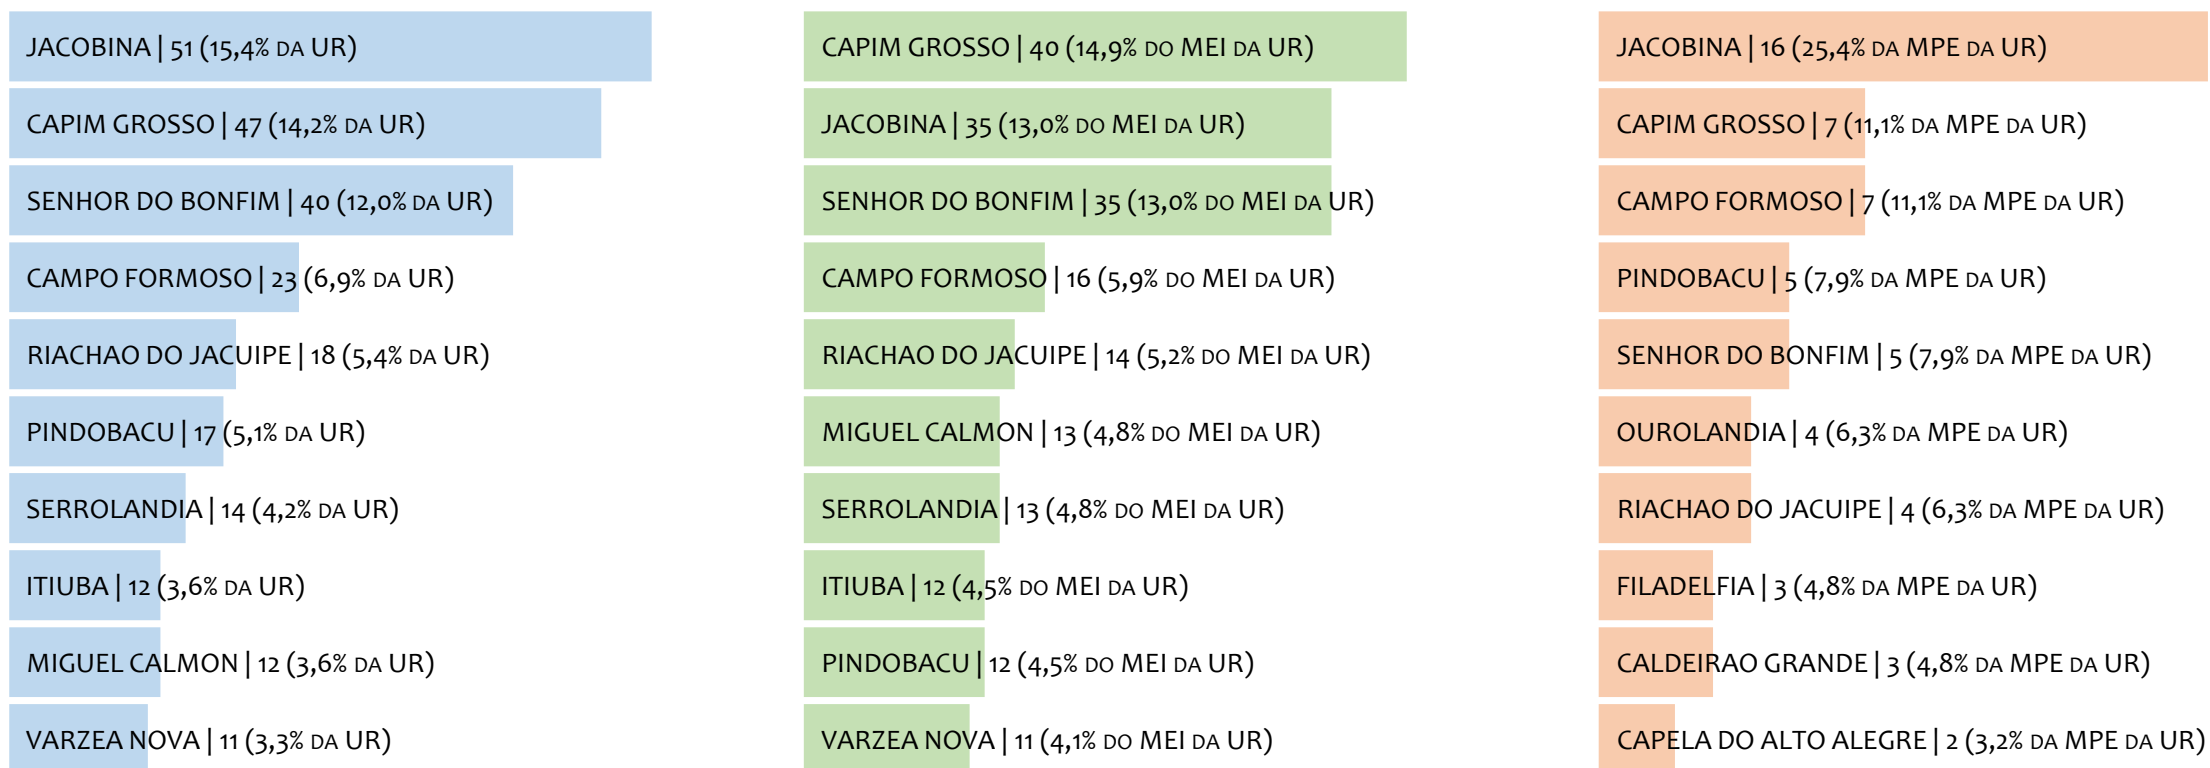 JACOBINA | 51 (15,4% DA UR)
CAPIM GROSSO | 47 (14,2% DA UR)
SENHOR DO BONFIM | 40 (12,0% DA UR)
CAMPO FORMOSO | 23 (6,9% DA UR)
RIACHAO DO JACUIPE | 18 (5,4% DA UR)
PINDOBACU | 17 (5,1% DA UR)
SERROLANDIA | 14 (4,2% DA UR)
ITIUBA | 12 (3,6% DA UR)
MIGUEL CALMON | 12 (3,6% DA UR)
VARZEA NOVA | 11 (3,3% DA UR)
CAPIM GROSSO | 40 (14,9% DO MEI DA UR)
JACOBINA | 35 (13,0% DO MEI DA UR)
SENHOR DO BONFIM | 35 (13,0% DO MEI DA UR)
CAMPO FORMOSO | 16 (5,9% DO MEI DA UR)
RIACHAO DO JACUIPE | 14 (5,2% DO MEI DA UR)
MIGUEL CALMON | 13 (4,8% DO MEI DA UR)
SERROLANDIA | 13 (4,8% DO MEI DA UR)
ITIUBA | 12 (4,5% DO MEI DA UR)
PINDOBACU | 12 (4,5% DO MEI DA UR)
VARZEA NOVA | 11 (4,1% DO MEI DA UR)
JACOBINA | 16 (25,4% DA MPE DA UR)
CAPIM GROSSO | 7 (11,1% DA MPE DA UR)
CAMPO FORMOSO | 7 (11,1% DA MPE DA UR)
PINDOBACU | 5 (7,9% DA MPE DA UR)
SENHOR DO BONFIM | 5 (7,9% DA MPE DA UR)
OUROLANDIA | 4 (6,3% DA MPE DA UR)
RIACHAO DO JACUIPE | 4 (6,3% DA MPE DA UR)
FILADELFIA | 3 (4,8% DA MPE DA UR)
CALDEIRAO GRANDE | 3 (4,8% DA MPE DA UR)
CAPELA DO ALTO ALEGRE | 2 (3,2% DA MPE DA UR)